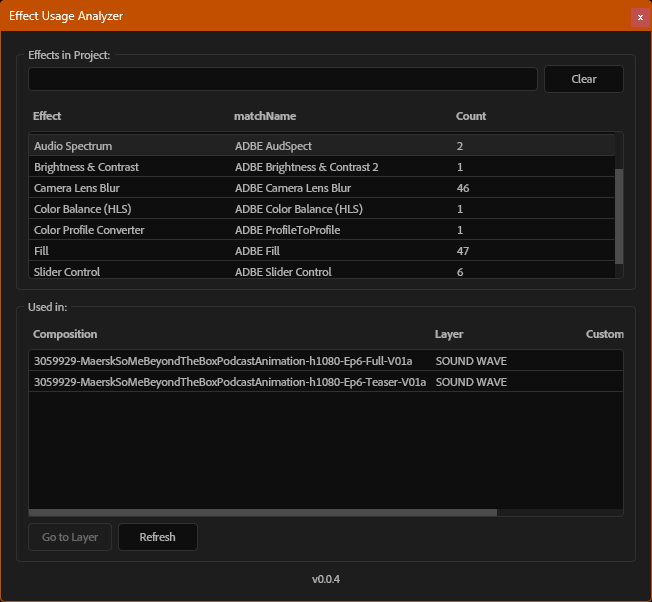 Effect Usage Analyzer
x
Effects in Project:
Clear
Effect matchName Count
Audio Spectrum ADBE AudSpect 2
Brightness & Contrast ADBE Brightness & Contrast 2 1
Camera Lens Blur ADBE Camera Lens Blur 46
Color Balance (HLS) ADBE Color Balance (HLS) 1
Color Profile Converter ADBE ProfileToProfile 1
Fill ADBE Fill 47
Slider Control ADBE Slider Control 6
Used in:
Composition Layer Custom
3059929-MaerskSoMeBeyondTheBoxPodcastAnimation-h1080-Ep6-Full-V01a SOUND WAVE
3059929-MaerskSoMeBeyondTheBoxPodcastAnimation-h1080-Ep6-Teaser-V01a SOUND WAVE
Go to Layer Refresh
v0.0.4